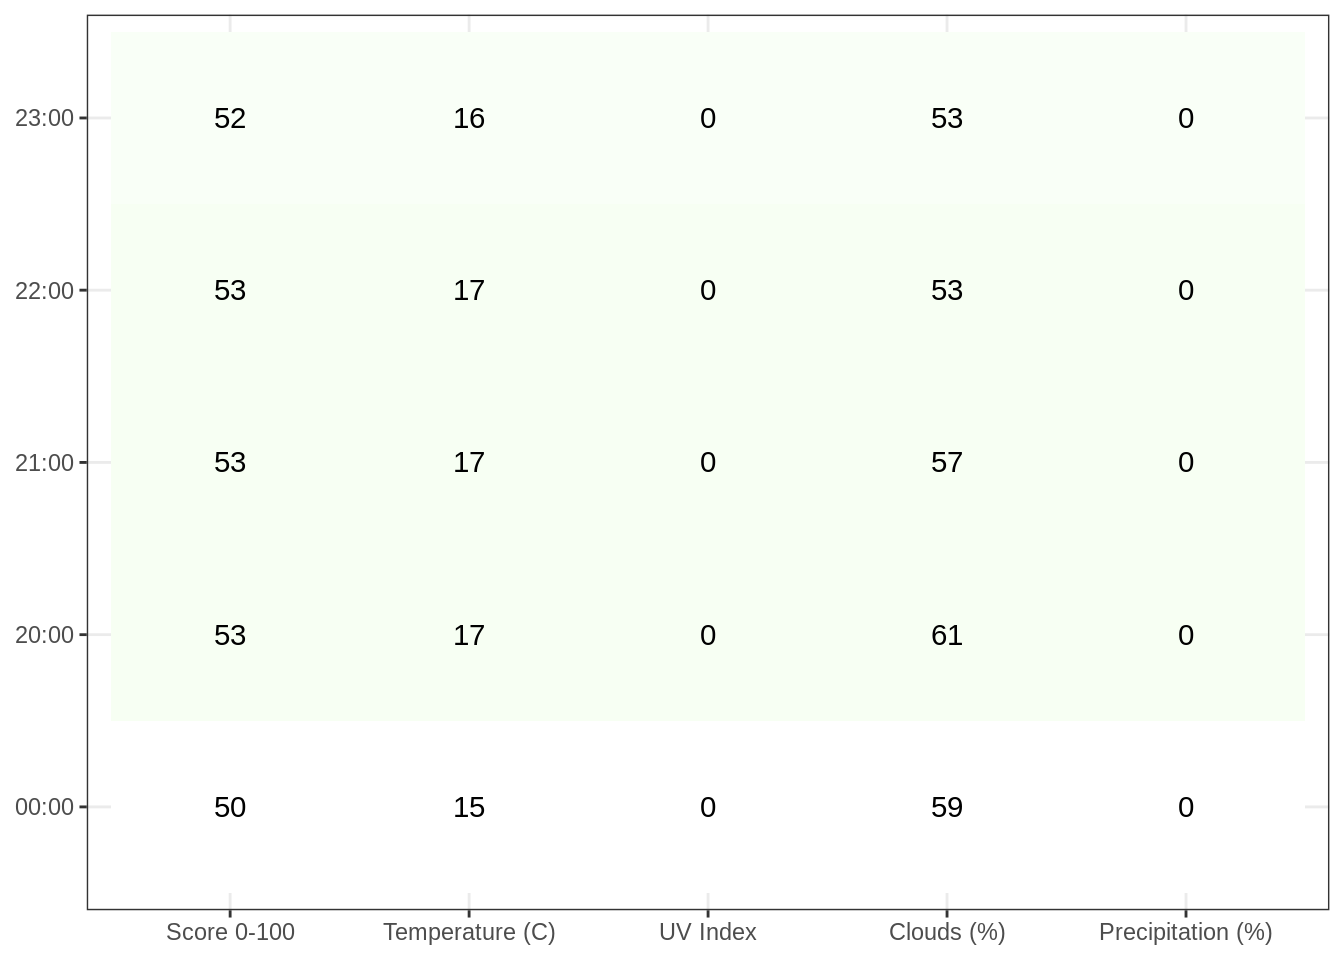 23:00 52 16 0 53 0
22:00 53 17 0 53 0
21:00 53 17 0 57 0
20:00 53 17 0 61 0
00:00 50 15 0 59 0
Score 0-100 Temperature (C) UV Index Clouds (%) Precipitation (%)